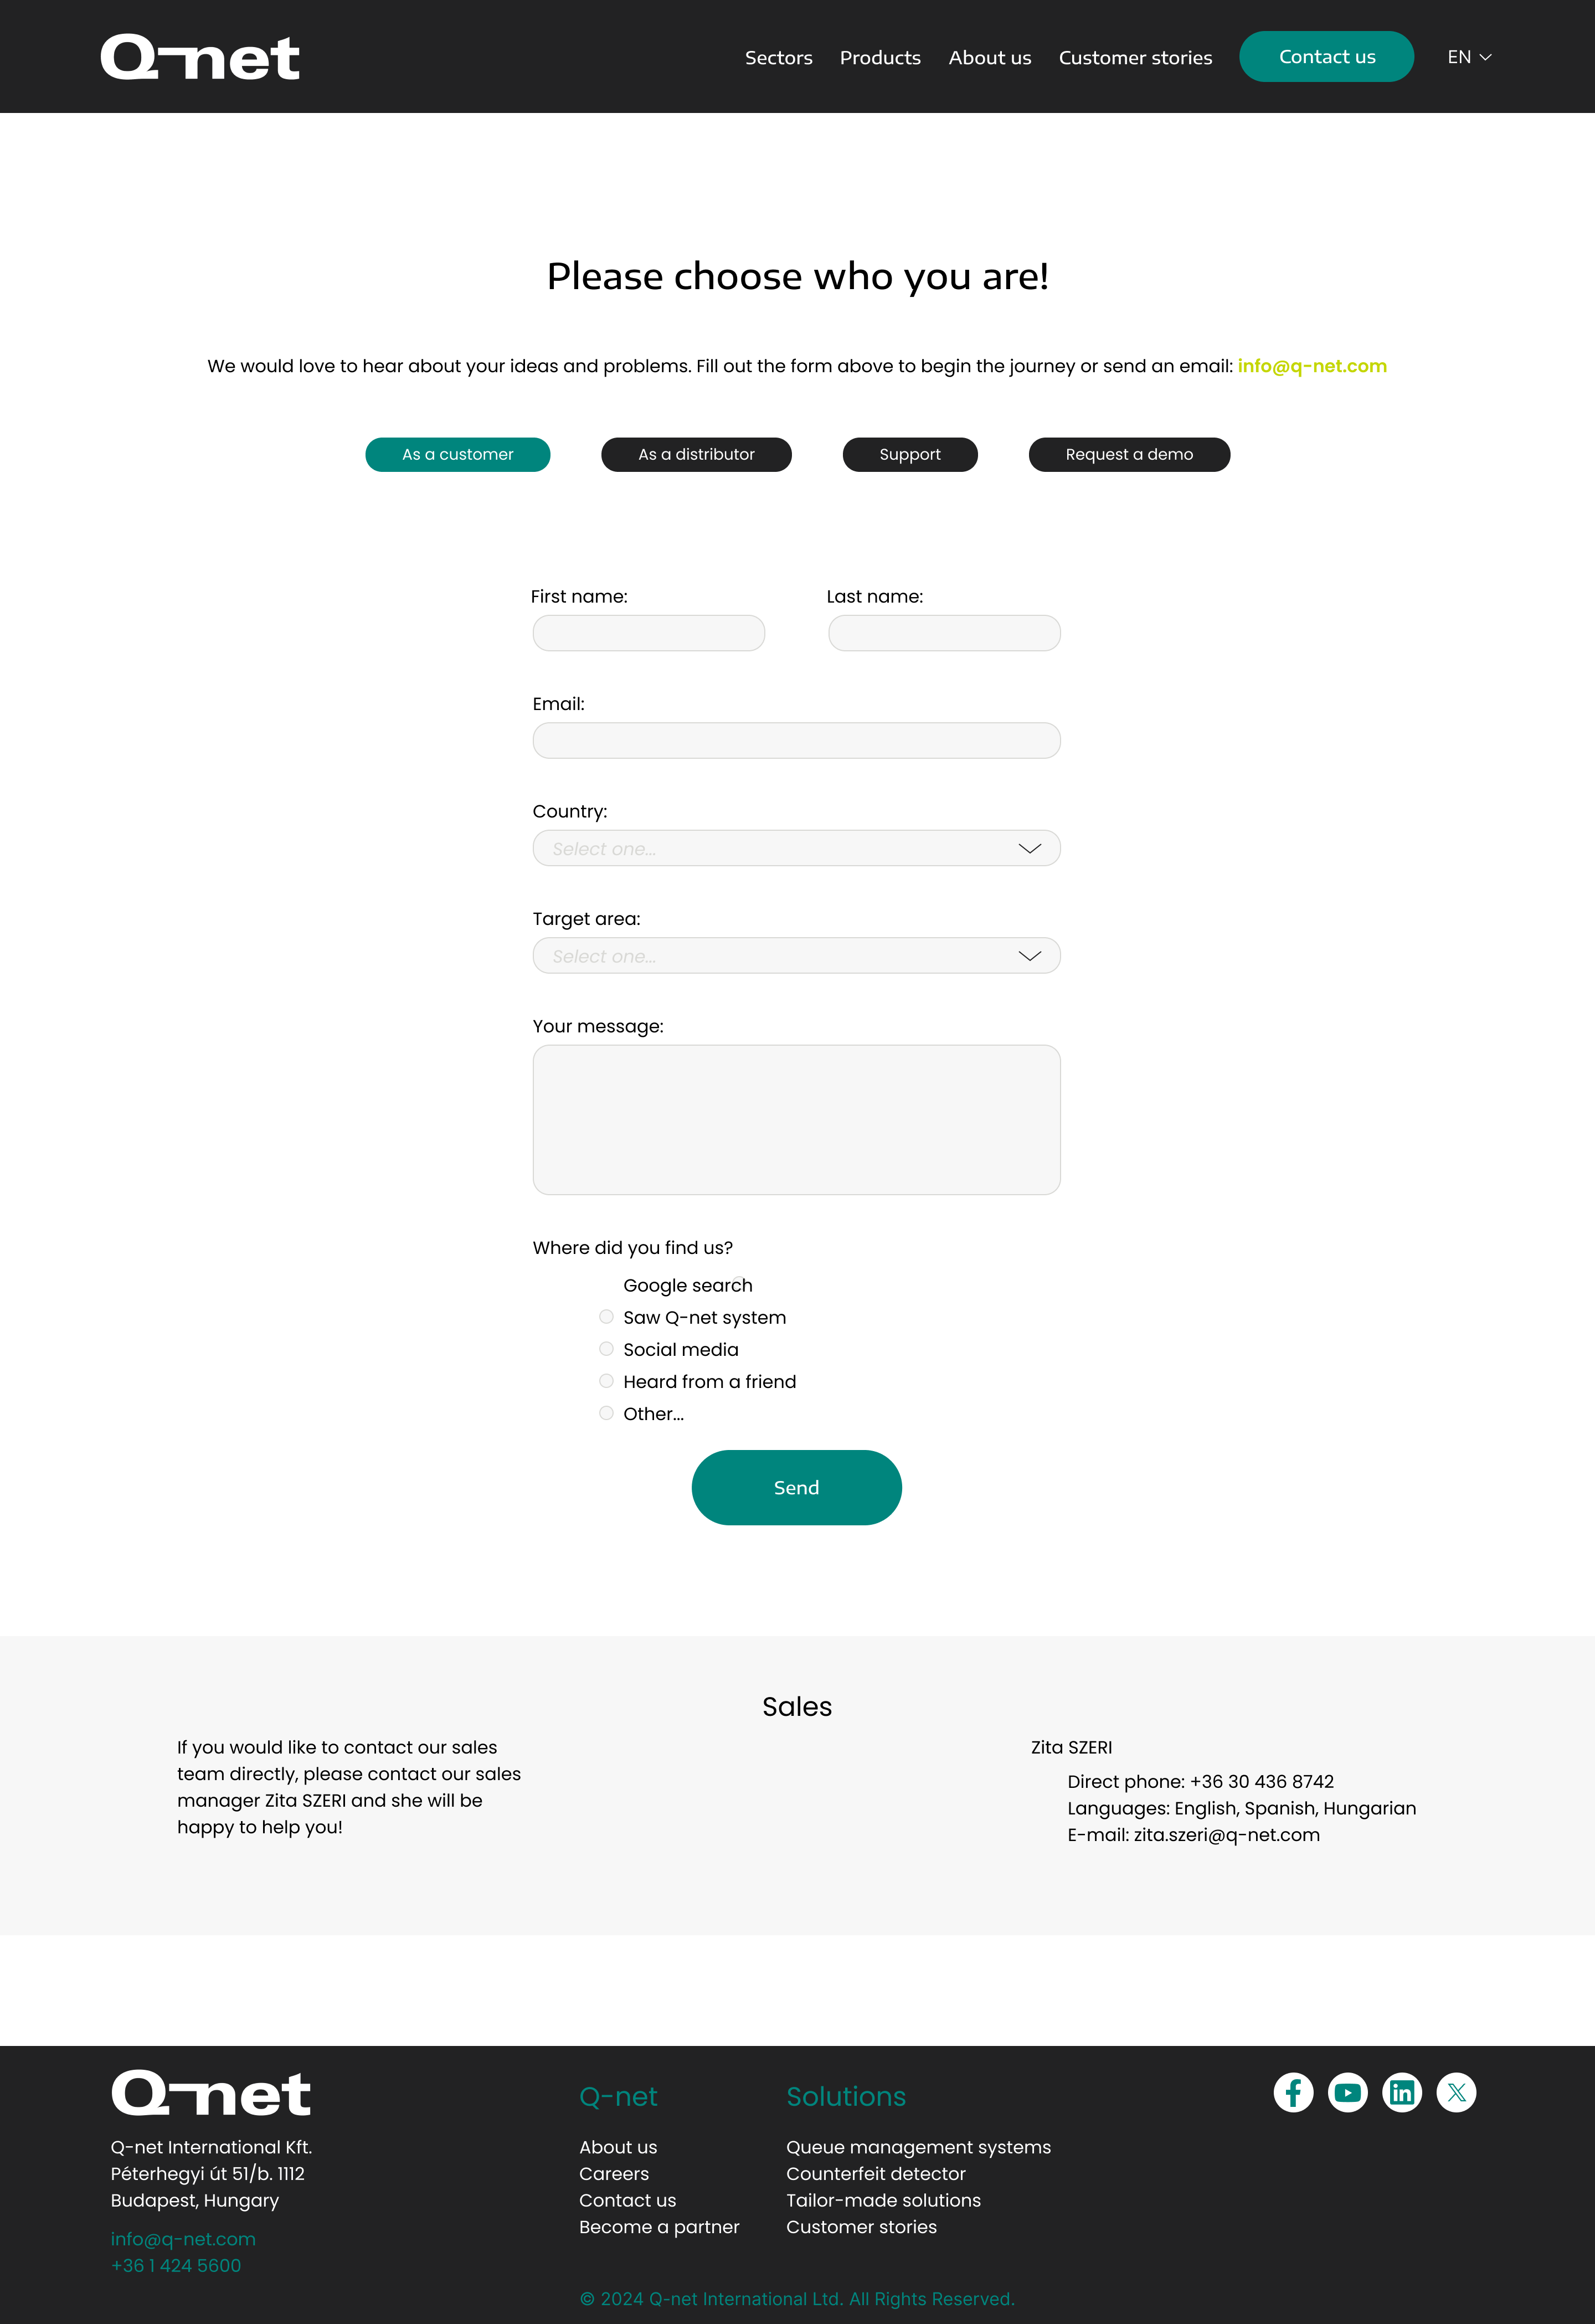 Q-net
Sectors Products About us Customer stories Contact us EN
Please choose who you are!
We would love to hear about your ideas and problems. Fill out the form above to begin the journey or send an email: info@q-net.com
As a customer As a distributor Support Request a demo
First name: Last name:
Email:
Country:
Select one...
Target area:
Select one...
Your message:
Where did you find us?
Google search
Saw Q-net system
Social media
Heard from a friend
Other...
Send
Sales
If you would like to contact our sales
team directly, please contact our sales
manager Zita SZERI and she will be
happy to help you!
Zita SZERI
Direct phone: +36 30 436 8742
Languages: English, Spanish, Hungarian
E-mail: zita.szeri@q-net.com
Q-net
Q-net International Kft.
Péterhegyi út 51/b. 1112
Budapest, Hungary
info@q-net.com
+36 1 424 5600
Q-net
About us
Careers
Contact us
Become a partner
Solutions
Queue management systems
Counterfeit detector
Tailor-made solutions
Customer stories
© 2024 Q-net International Ltd. All Rights Reserved.